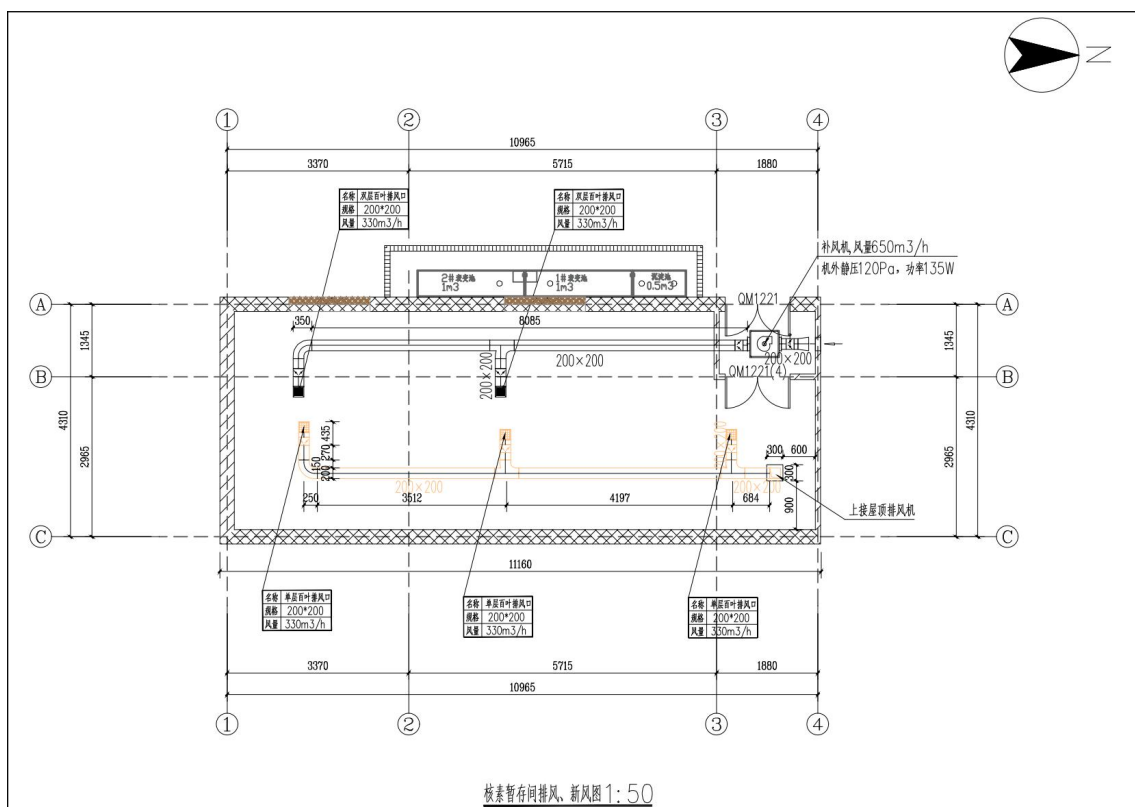 N
1 2 3 4
10965
3370 5715 1880
名称 双层百叶排风口
规格 200*200
风量 330m3/h
名称 双层百叶排风口
规格 200*200
风量 330m3/h
补风机,风量650m3/h
机外静压120Pa，功率135W
2#衰变池
1m3
1#衰变池
1m3
0.5m3
QM1221
A A
350 8085
1345 1345
200×200
200×200
200×200
QM1221(4)
B B
4310 4310
2965 2965
435
270
150
200
300 600
300
900
200×200
200×200
250 3512 4197 684
上接屋顶排风机
C C
11160
名称 单层百叶排风口
规格 200*200
风量 330m3/h
名称 单层百叶排风口
规格 200*200
风量 330m3/h
名称 单层百叶排风口
规格 200*200
风量 330m3/h
3370 5715 1880
10965
1 2 3 4
核素暂存间排风、新风图1:50